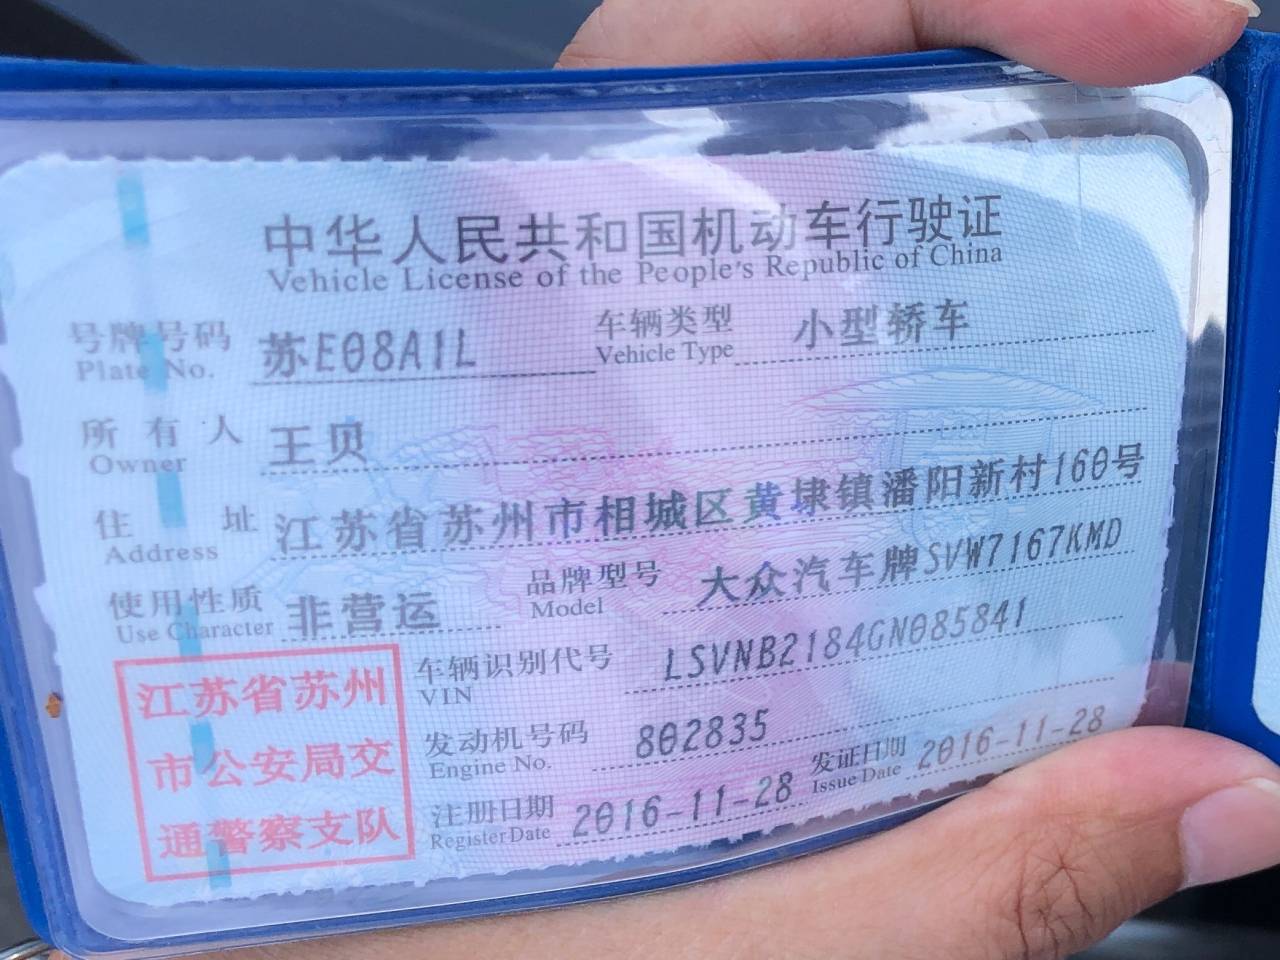 中华人民共和国机动车行驶证
Vehicle License of the People's Republic of China
号牌号码 苏E08A1L 车辆类型 小型轿车
Plate No. Vehicle Type
所有人 王贝
Owner
住址 江苏省苏州市相城区黄埭镇潘阳新村160号
Address
使用性质 非营运 品牌型号 大众汽车牌SVW7167KMD
Use Character Model
车辆识别代号 LSVNB2184GN085841
VIN
发动机号码 802835
Engine No.
注册日期 2016-11-28 发证日期 2016-11-28
Register Date Issue Date
江苏省苏州
市公安局交
通警察支队